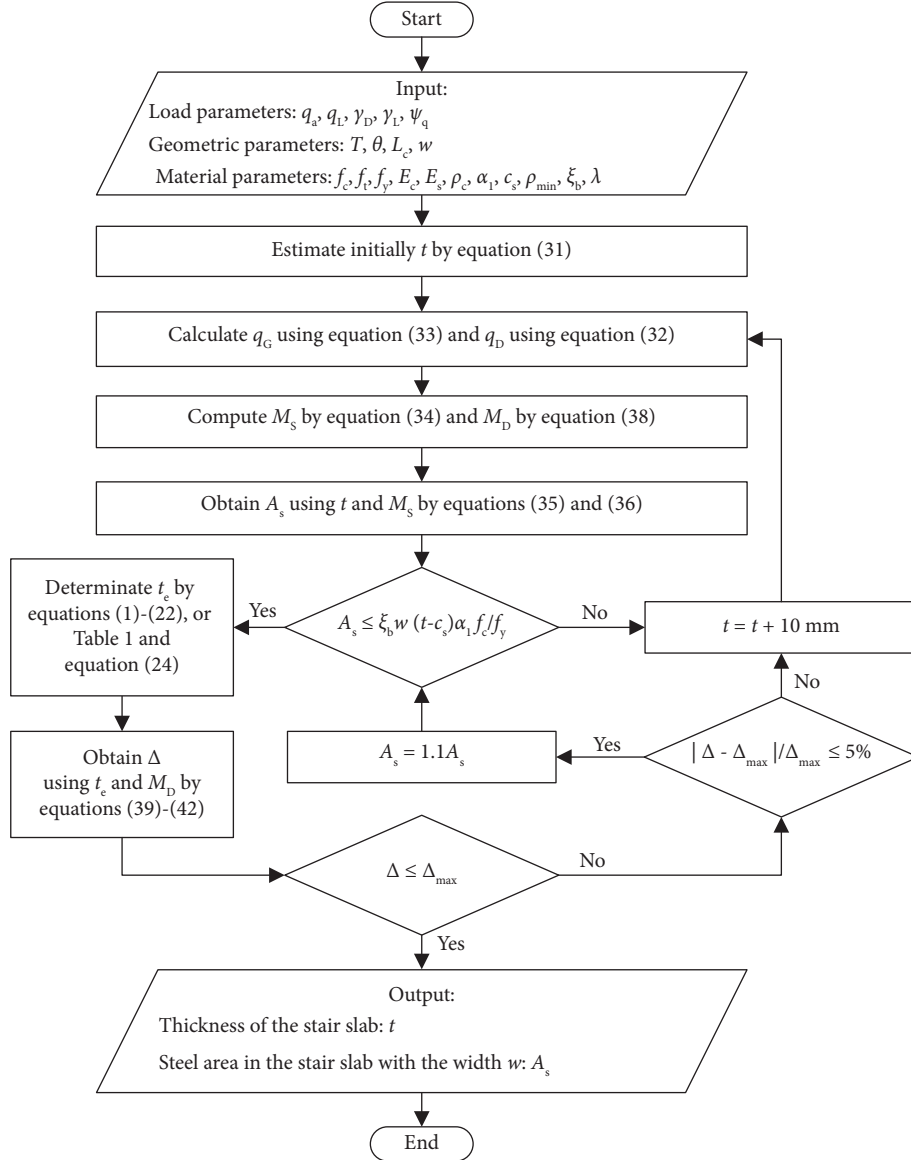 Start
Input:
Load parameters: qₐ, q_L, γ_D, γ_L, ψ_q
Geometric parameters: T, θ, L_c, w
Material parameters: f_c, f_t, f_y, E_c, E_s, ρ_c, α₁, c_s, ρ_min, ξ_b, λ
Estimate initially t by equation (31)
Calculate q_G using equation (33) and q_D using equation (32)
Compute M_S by equation (34) and M_D by equation (38)
Obtain A_s using t and M_S by equations (35) and (36)
Determinate t_e by
equations (1)-(22), or
Table 1 and
equation (24)
Yes
A_s ≤ ξ_b w (t-c_s)α₁ f_c/f_y
No
t = t + 10 mm
No
Obtain Δ
using t_e and M_D by
equations (39)-(42)
A_s = 1.1A_s
Yes
| Δ - Δ_max |/Δ_max ≤ 5%
Δ ≤ Δ_max
No
Yes
Output:
Thickness of the stair slab: t
Steel area in the stair slab with the width w: A_s
End